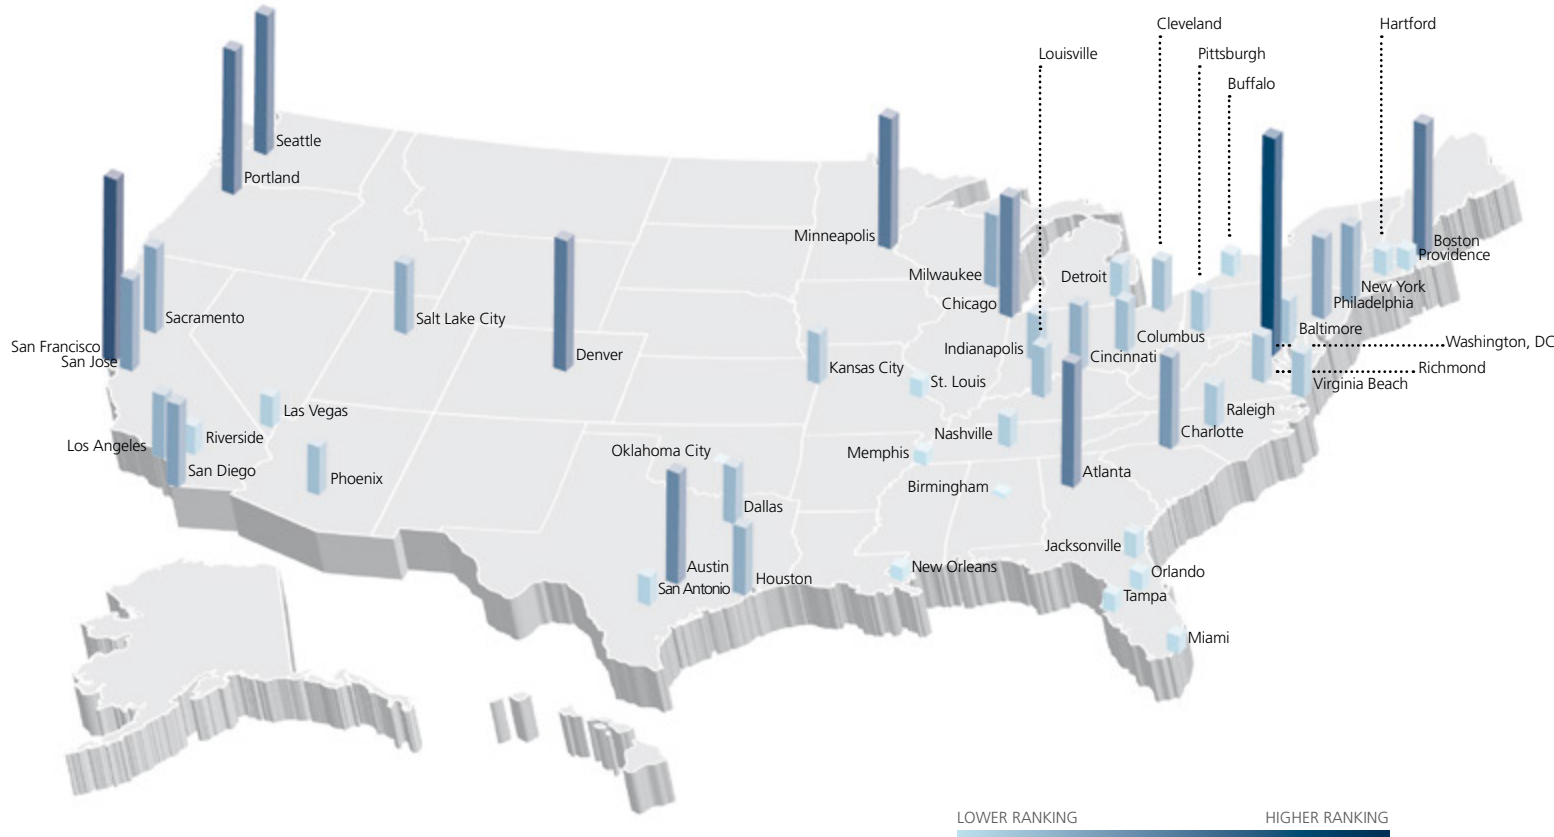 Cleveland
Hartford
Louisville
Pittsburgh
Buffalo
Seattle
Portland
Minneapolis
Boston
Providence
Milwaukee
Detroit
New York
Chicago
Philadelphia
Sacramento
Salt Lake City
Columbus
Baltimore
San Francisco
San Jose
Denver
Indianapolis
Cincinnati
Washington, DC
Kansas City
Richmond
St. Louis
Virginia Beach
Las Vegas
Raleigh
Los Angeles
Riverside
Nashville
Charlotte
Oklahoma City
Memphis
San Diego
Phoenix
Atlanta
Birmingham
Dallas
Jacksonville
Austin
New Orleans
Orlando
San Antonio
Houston
Tampa
Miami
LOWER RANKING
HIGHER RANKING